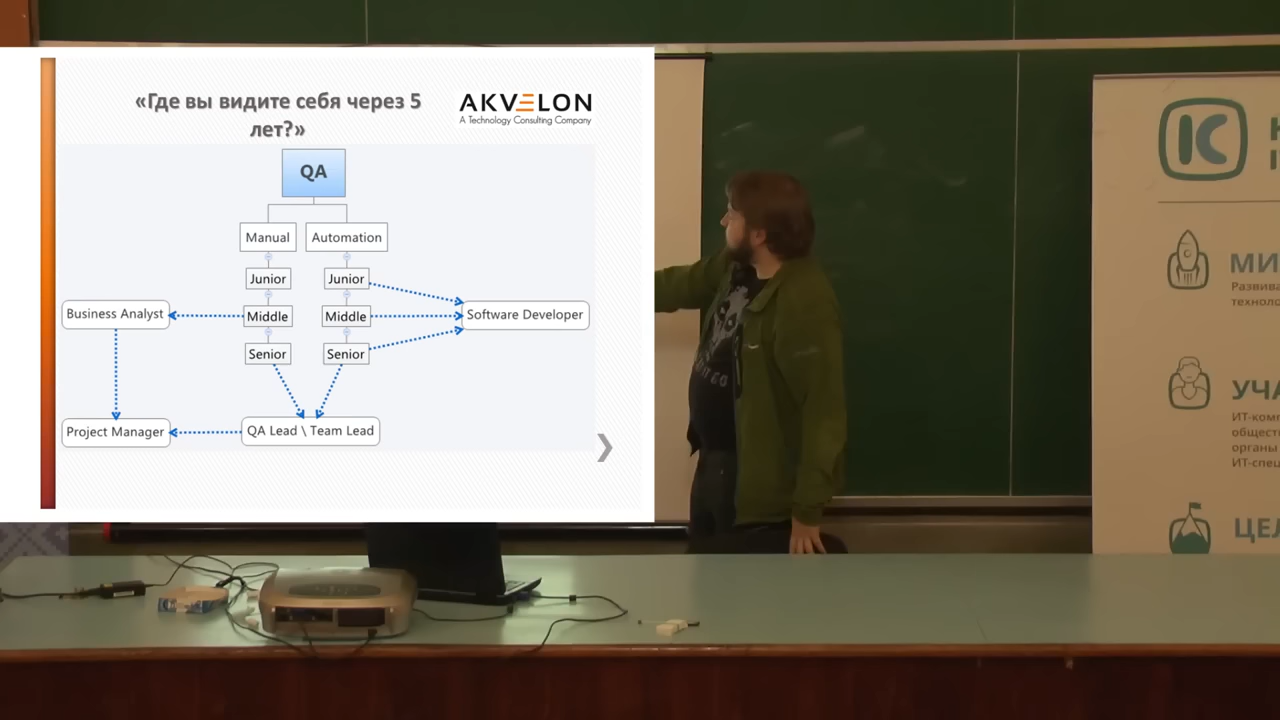 «Где вы видите себя через 5
лет?»
AKVELON
A Technology Consulting Company
QA
Manual
Automation
Junior
Junior
Business Analyst
Middle
Middle
Software Developer
Senior
Senior
Project Manager
QA Lead \ Team Lead
IC
МИ
Развива
техноло
УЧА
ИТ-комп
обществ
органы
ИТ-спец
ЦЕЛ